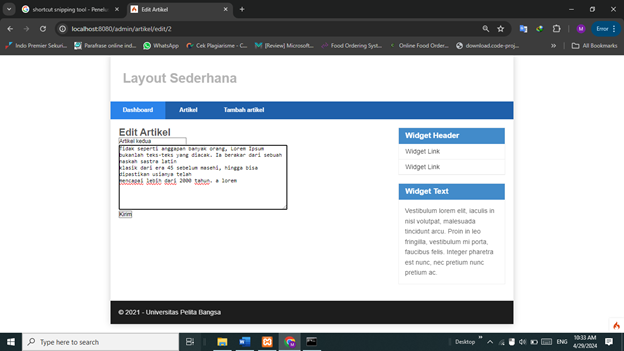 shortcut snipping tool - Penelu
Edit Artikel
localhost:8080/admin/artikel/edit/2
Error
Indo Premier Sekuri...
Parafrase online ind...
WhatsApp
Cek Plagiarisme - C...
[Review] Microsoft...
Food Ordering Syst...
Online Food Order...
download.code-proj...
All Bookmarks
Layout Sederhana
Dashboard
Artikel
Tambah artikel
Edit Artikel
Artikel kedua
Tidak seperti anggapan banyak orang, Lorem Ipsum
bukanlah teks-teks yang diacak. Ia berakar dari sebuah
naskah sastra latin
klasik dari era 45 sebelum masehi, hingga bisa
dipastikan usianya telah
mencapai lebih dari 2000 tahun. a lorem
Kirim
Widget Header
Widget Link
Widget Link
Widget Text
Vestibulum lorem elit, iaculis in
nisl volutpat, malesuada
tincidunt arcu. Proin in leo
fringilla, vestibulum mi porta,
faucibus felis. Integer pharetra
est nunc, nec pretium nunc
pretium ac.
© 2021 - Universitas Pelita Bangsa
Type here to search
Desktop
ENG
10:33 AM
4/29/2024